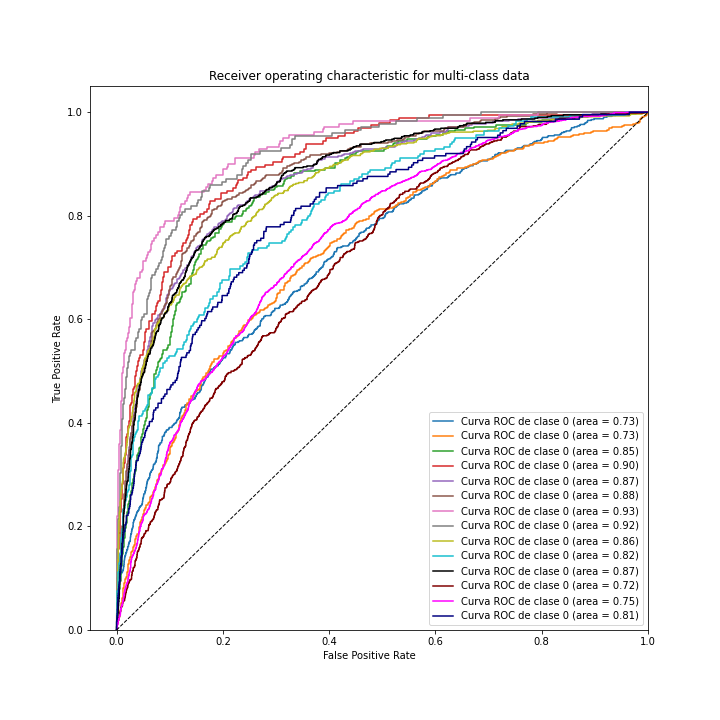 Receiver operating characteristic for multi-class data
1.0
0.8
0.6
0.4
0.2
0.0
True Positive Rate
Curva ROC de clase 0 (area = 0.73)
Curva ROC de clase 0 (area = 0.73)
Curva ROC de clase 0 (area = 0.85)
Curva ROC de clase 0 (area = 0.90)
Curva ROC de clase 0 (area = 0.87)
Curva ROC de clase 0 (area = 0.88)
Curva ROC de clase 0 (area = 0.93)
Curva ROC de clase 0 (area = 0.92)
Curva ROC de clase 0 (area = 0.86)
Curva ROC de clase 0 (area = 0.82)
Curva ROC de clase 0 (area = 0.87)
Curva ROC de clase 0 (area = 0.72)
Curva ROC de clase 0 (area = 0.75)
Curva ROC de clase 0 (area = 0.81)
0.0 0.2 0.4 0.6 0.8 1.0
False Positive Rate